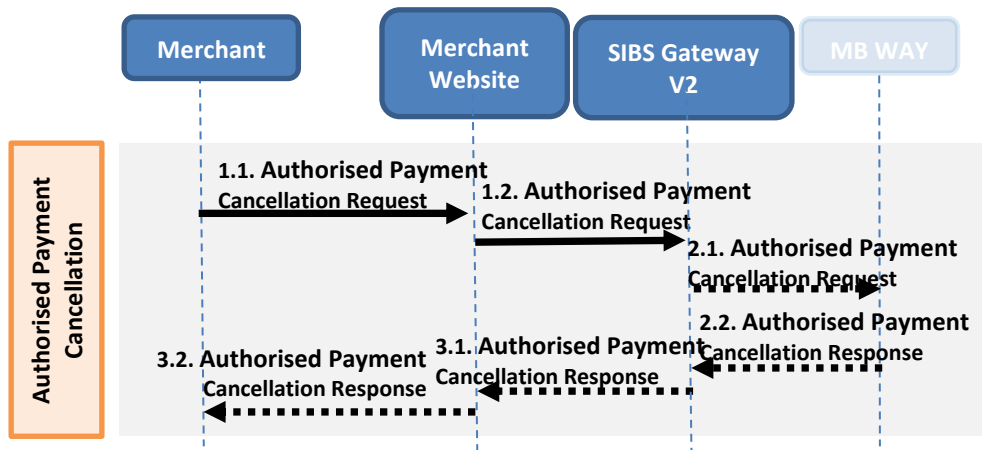 Merchant
Merchant
Website
SIBS Gateway
V2
MB WAY
Authorised Payment
Cancellation
1.1. Authorised Payment
Cancellation Request
1.2. Authorised Payment
Cancellation Request
2.1. Authorised Payment
Cancellation Request
2.2. Authorised Payment
Cancellation Response
3.1. Authorised Payment
Cancellation Response
3.2. Authorised Payment
Cancellation Response